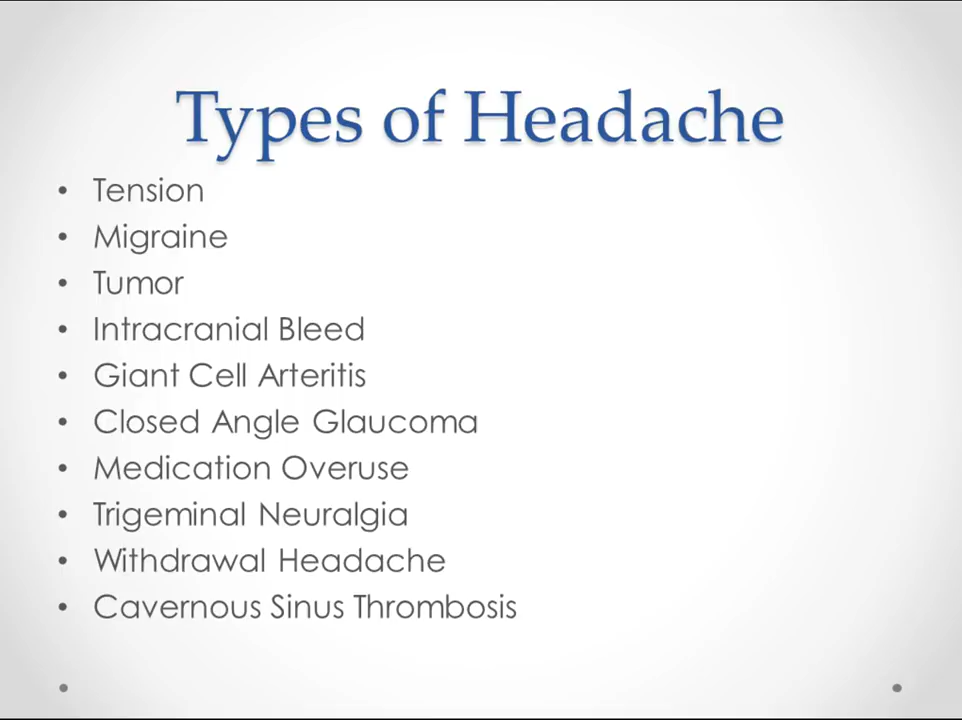 Types of Headache
• Tension
• Migraine
• Tumor
• Intracranial Bleed
• Giant Cell Arteritis
• Closed Angle Glaucoma
• Medication Overuse
• Trigeminal Neuralgia
• Withdrawal Headache
• Cavernous Sinus Thrombosis